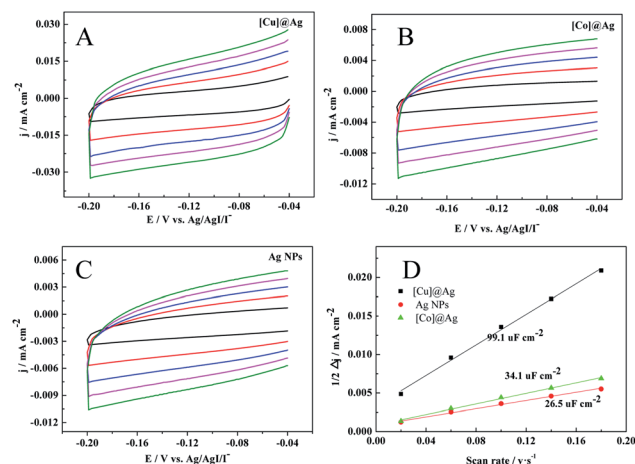 A
[Cu]@Ag
j / mA cm⁻²
0.030
0.015
0.000
-0.015
-0.030
-0.20 -0.16 -0.12 -0.08 -0.04
E / V vs. Ag/AgI/I⁻
B
[Co]@Ag
j / mA cm⁻²
0.008
0.004
0.000
-0.004
-0.008
-0.012
-0.20 -0.16 -0.12 -0.08 -0.04
E / V vs. Ag/AgI/I⁻
C
Ag NPs
j / mA cm⁻²
0.006
0.003
0.000
-0.003
-0.006
-0.009
-0.012
-0.20 -0.16 -0.12 -0.08 -0.04
E / V vs. Ag/AgI/I⁻
D
[Cu]@Ag
Ag NPs
[Co]@Ag
1/2 △j / mA cm⁻²
0.020
0.015
0.010
0.005
0.000
99.1 uF cm⁻²
34.1 uF cm⁻²
26.5 uF cm⁻²
0.00 0.04 0.08 0.12 0.16 0.20
Scan rate / v·s⁻¹